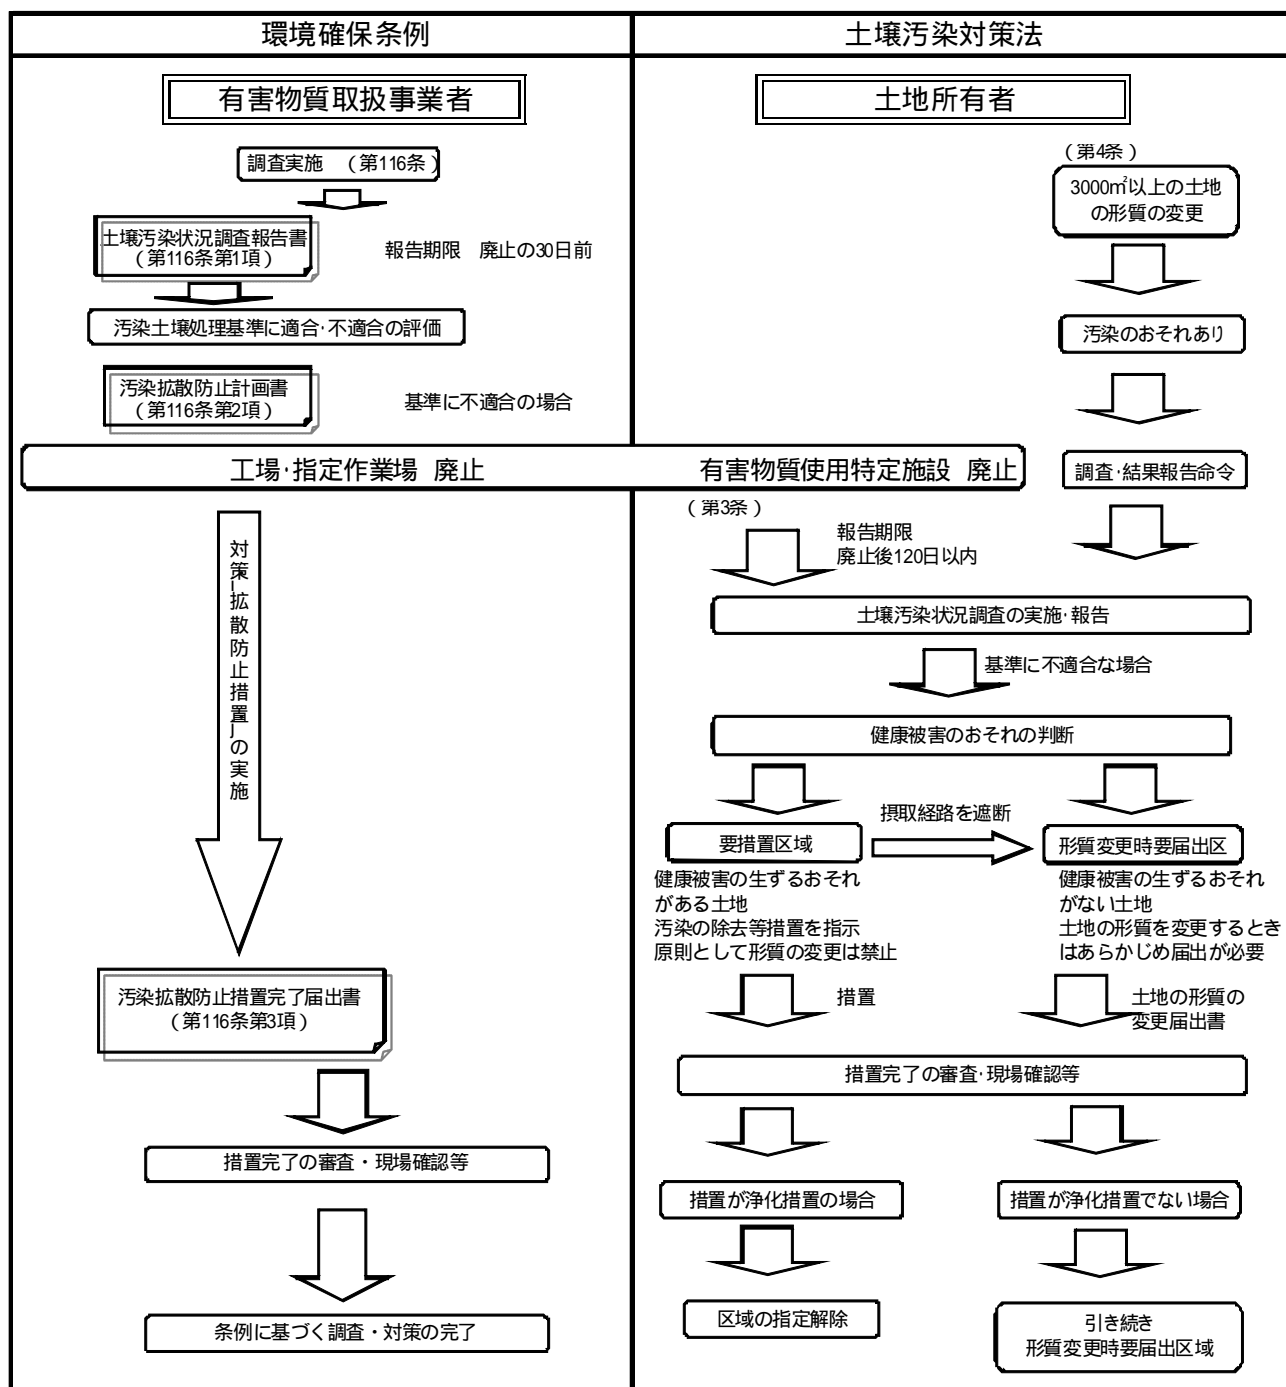 環境確保条例
有害物質取扱事業者
調査実施 （第116条）
土壌汚染状況調査報告書
（第116条第1項）
報告期限 廃止の30日前
汚染土壌処理基準に適合・不適合の評価
汚染拡散防止計画書
（第116条第2項）
基準に不適合の場合
工場・指定作業場 廃止
対策「拡散防止措置」の実施
汚染拡散防止措置完了届出書
（第116条第3項）
措置完了の審査・現場確認等
条例に基づく調査・対策の完了
土壌汚染対策法
土地所有者
（第4条）
3000㎡以上の土地
の形質の変更
汚染のおそれあり
調査・結果報告命令
有害物質使用特定施設 廃止
（第3条）
報告期限
廃止後120日以内
土壌汚染状況調査の実施・報告
基準に不適合な場合
健康被害のおそれの判断
要措置区域
摂取経路を遮断
形質変更時要届出区
健康被害の生ずるおそれ
がある土地
汚染の除去等措置を指示
原則として形質の変更は禁止
健康被害の生ずるおそれ
がない土地
土地の形質を変更するとき
はあらかじめ届出が必要
措置
土地の形質の
変更届出書
措置完了の審査・現場確認等
措置が浄化措置の場合
措置が浄化措置でない場合
区域の指定解除
引き続き
形質変更時要届出区域